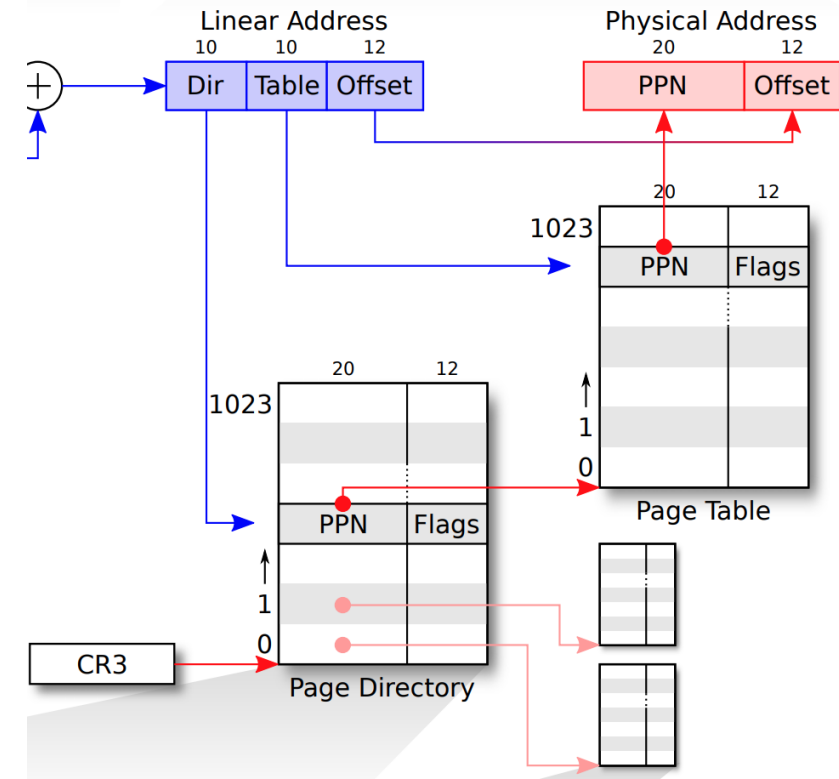 Linear Address
Physical Address
10 10 12
20 12
Dir Table Offset
PPN Offset
20 12
1023
PPN Flags
20 12
1023
1
0
Page Table
PPN Flags
1
0
CR3
Page Directory